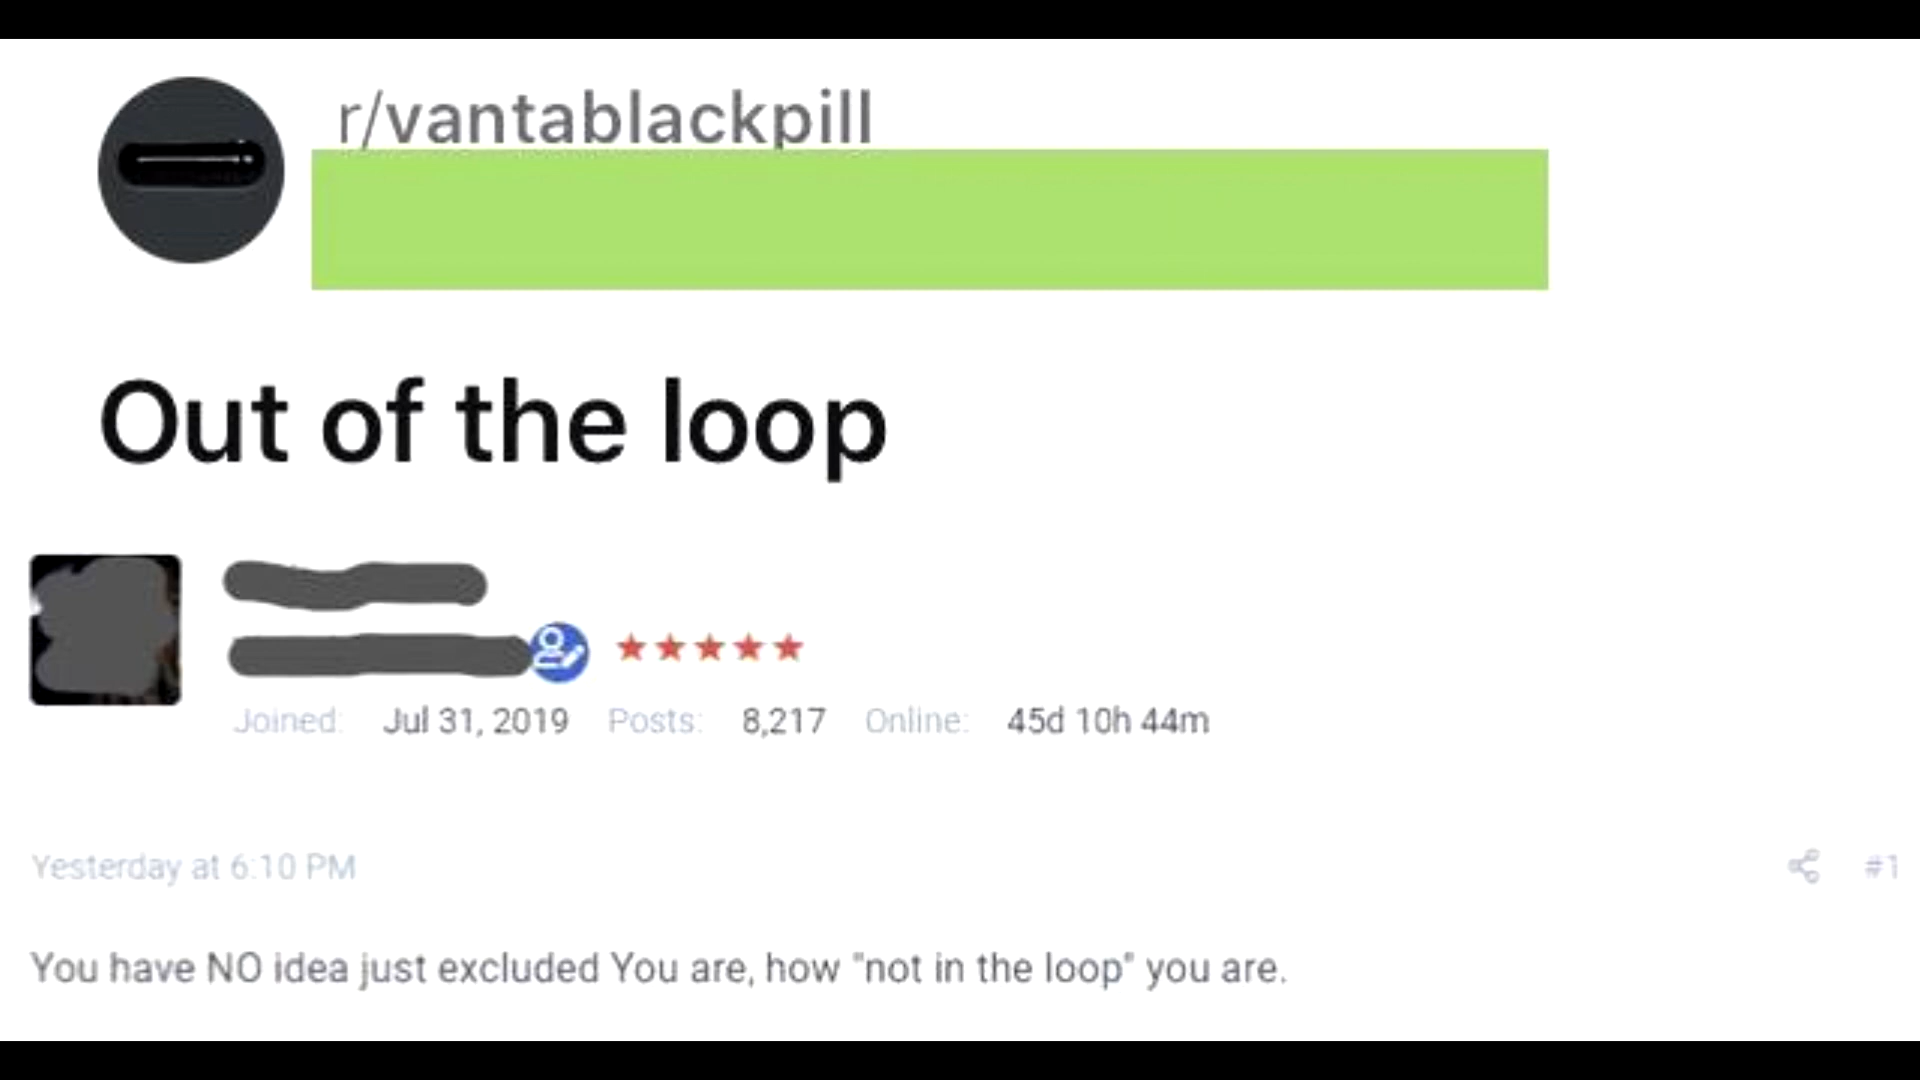 r/vantablackpill
Out of the loop
Joined: Jul 31, 2019 Posts: 8,217 Online: 45d 10h 44m
Yesterday at 6:10 PM #1
You have NO idea just excluded You are, how "not in the loop" you are.